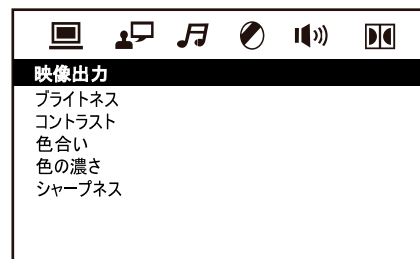 映像出力
ブライトネス
コントラスト
色合い
色の濃さ
シャープネス